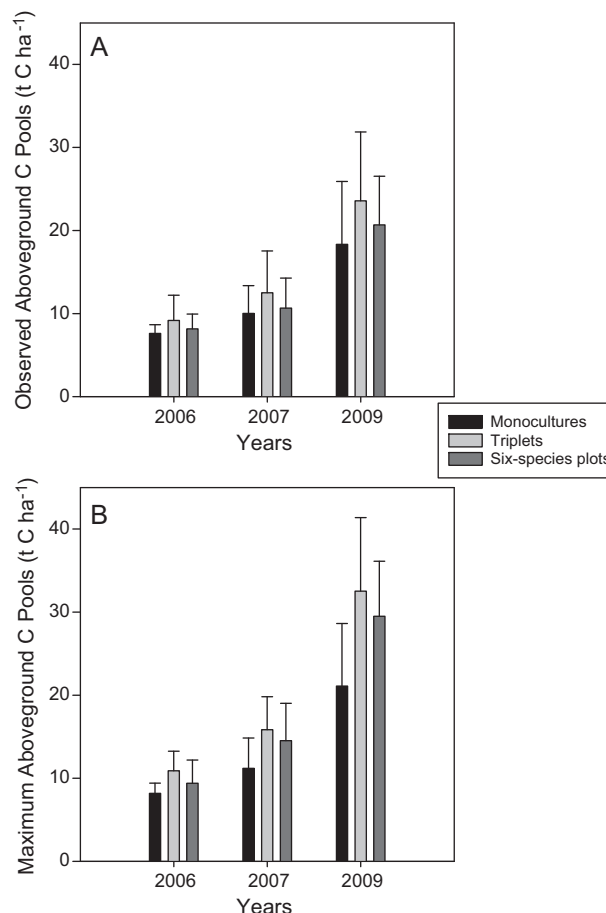 A
Observed Aboveground C Pools (t C ha⁻¹)
40
30
20
10
0
2006 2007 2009
Years
Monocultures
Triplets
Six-species plots
B
Maximum Aboveground C Pools (t C ha⁻¹)
40
30
20
10
0
2006 2007 2009
Years